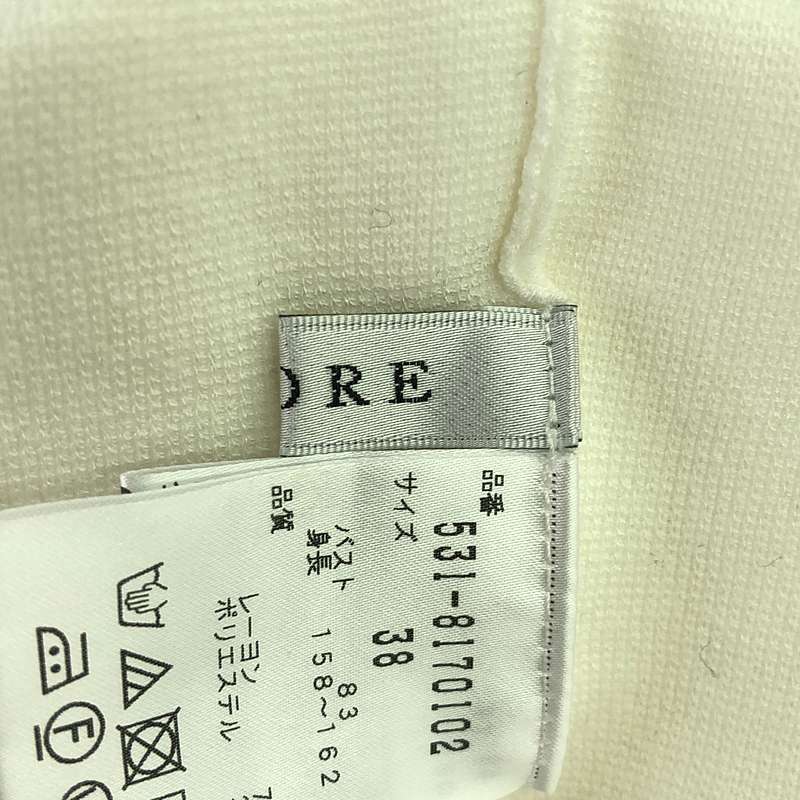 ORE
品番
531-8170102
サイズ 38
バスト 83
身長 158~162
品質
レーヨン
ポリエステル
F